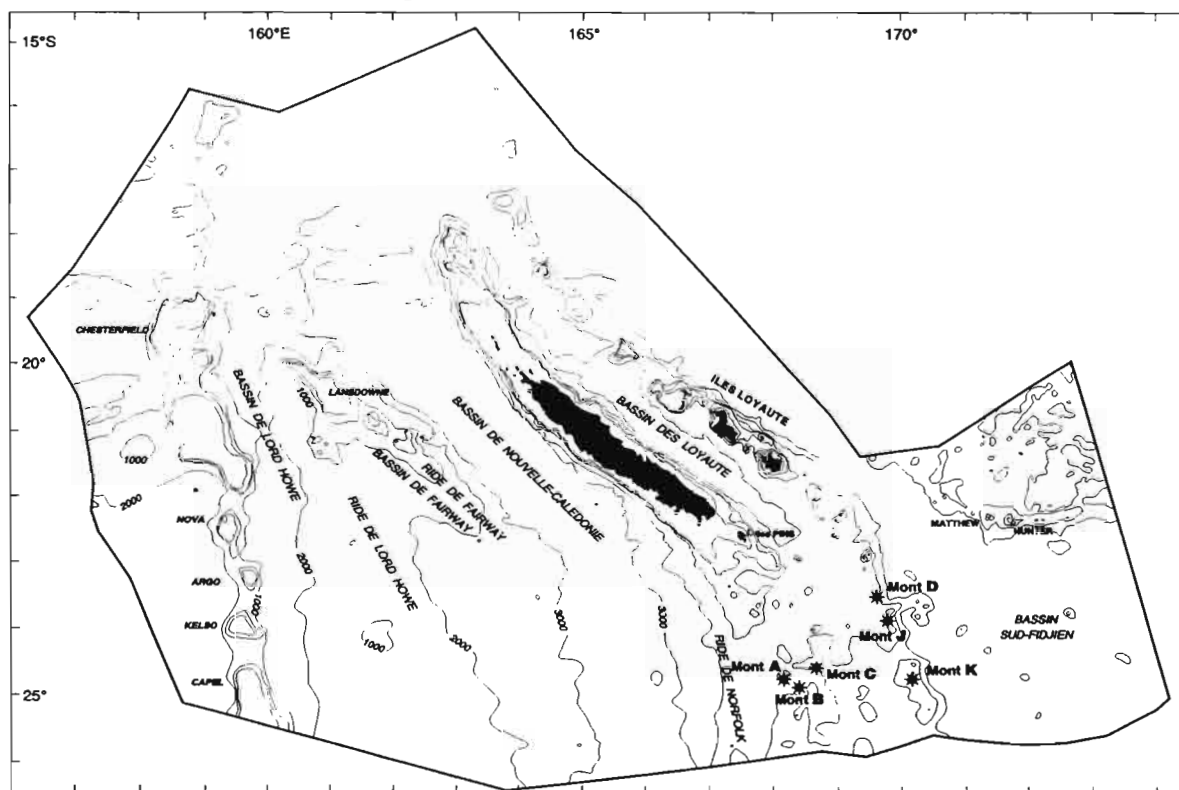 160°E
165°
170°
15°S
CHESTERFIELD
20°
LANSDOWNE
1000
BASSIN DE LORD HOWE
ILES LOYAUTE
BASSIN DES LOYAUTE
BASSIN DE NOUVELLE-CALEDONIE
RIDE DE FAIRWAY
BASSIN DE FAIRWAY
1000
2000
RIDE DE LORD HOWE
NOVA
MATTHEW
HUNTER
PINS
2000
ARGO
1000
3000
3000
Mont D
KELSO
1000
2000
BASSIN
SUD-FIDJIEN
Mont J
RIDE DE NORFOLK
Mont A
Mont C
Mont K
Mont B
CAPEL
25°